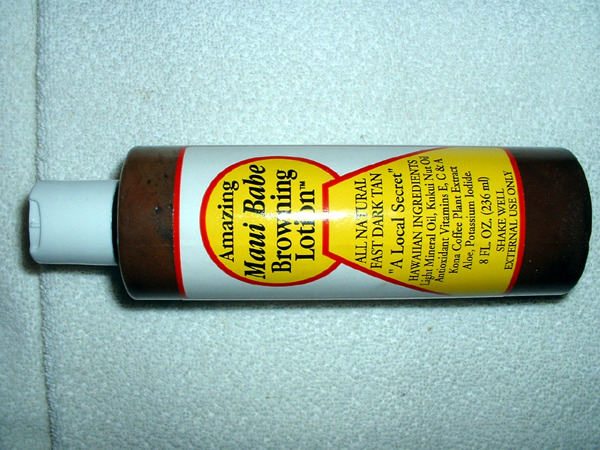 Amazing
Maui Babe
Browning
Lotion™
ALL NATURAL
FAST DARK TAN
"A Local Secret"
HAWAIIAN INGREDIENTS
Light Mineral Oil, Kukui Nut Oil
Antioxidant Vitamins E, C & A
Kona Coffee Plant Extract
Aloe, Potassium Iodide
8 FL. OZ. (236 ml)
SHAKE WELL
EXTERNAL USE ONLY